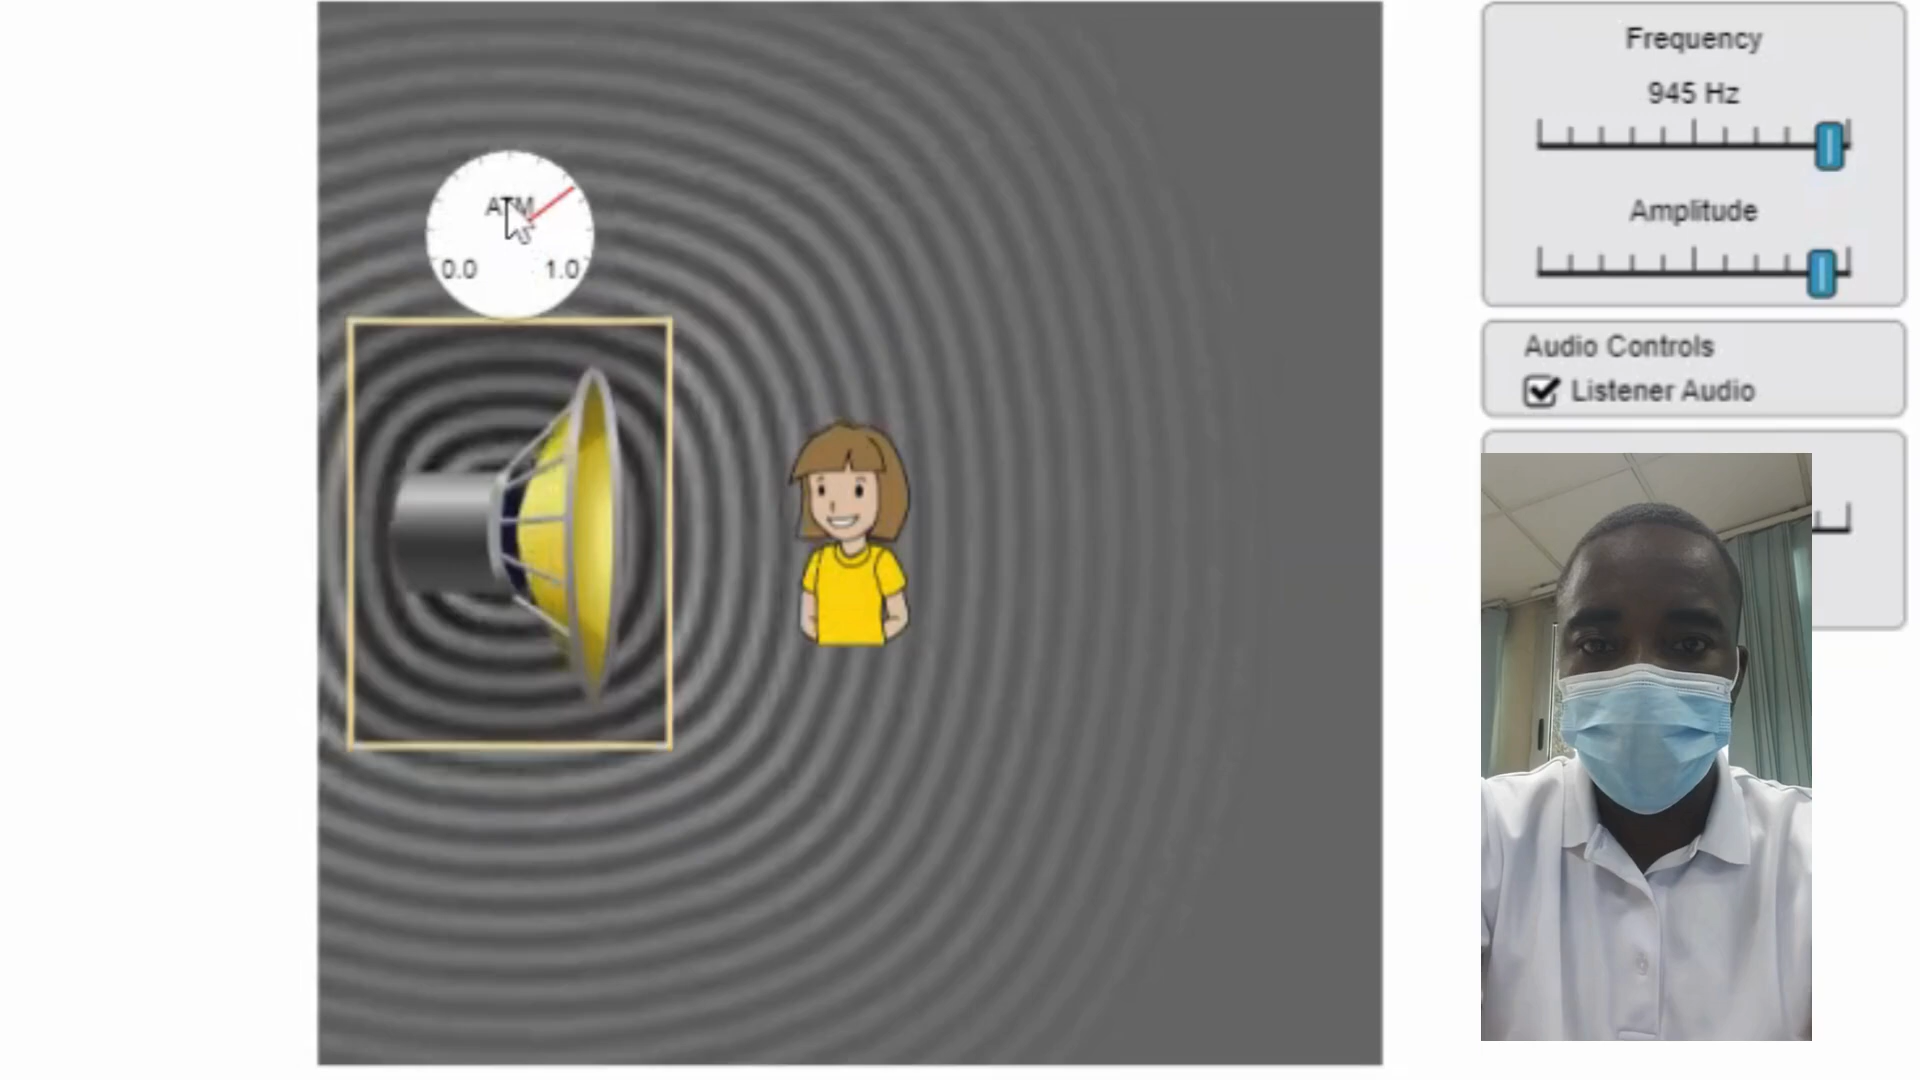 ATM
0.0 1.0
Frequency
945 Hz
Amplitude
Audio Controls
Listener Audio